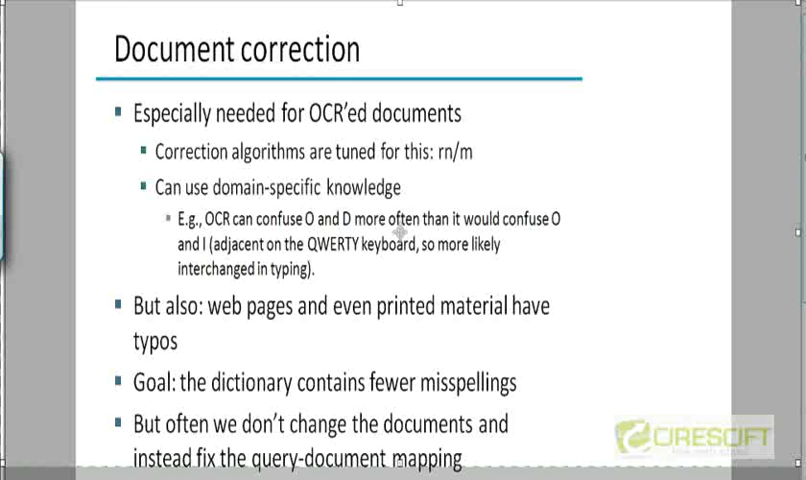 Document correction
Especially needed for OCR'ed documents
Correction algorithms are tuned for this: rn/m
Can use domain-specific knowledge
E.g., OCR can confuse O and D more often than it would confuse O
and I (adjacent on the QWERTY keyboard, so more likely
interchanged in typing).
But also: web pages and even printed material have
typos
Goal: the dictionary contains fewer misspellings
But often we don't change the documents and
instead fix the query-document mapping
CIRESOFT